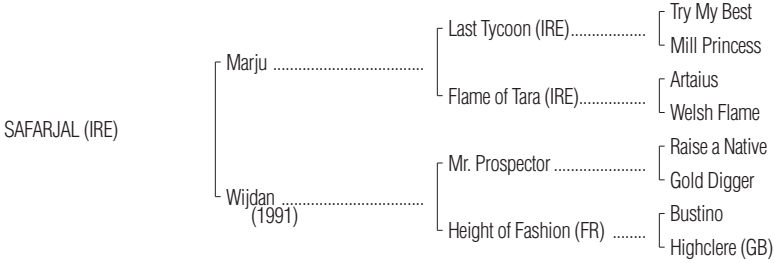 Try My Best
Last Tycoon (IRE)....................
Mill Princess
Marju ..................................
Artaius
Flame of Tara (IRE)..................
Welsh Flame
SAFARJAL (IRE)
Raise a Native
Mr. Prospector .........................
Gold Digger
Wijdan ................................
(1991)
Bustino
Height of Fashion (FR) .........
Highclere (GB)